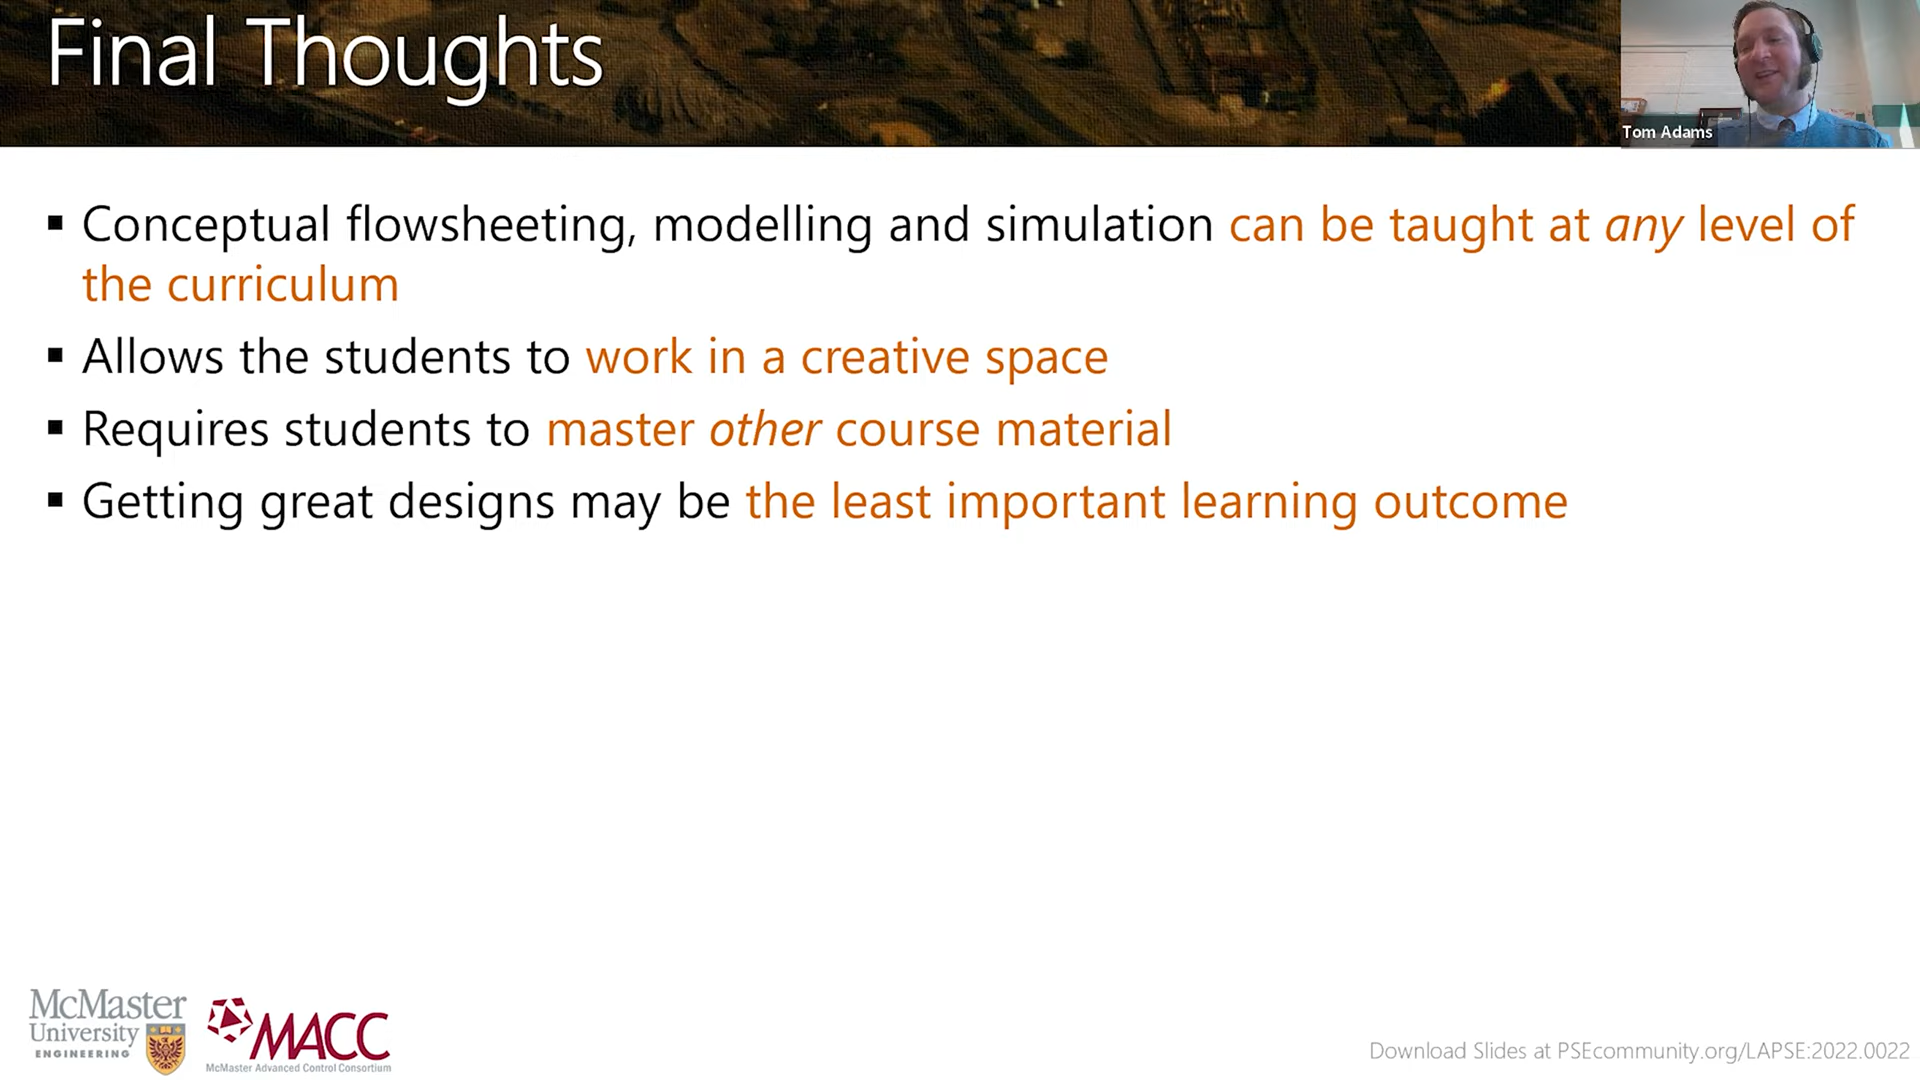 Final Thoughts
Tom Adams
▪ Conceptual flowsheeting, modelling and simulation can be taught at any level of
the curriculum
▪ Allows the students to work in a creative space
▪ Requires students to master other course material
▪ Getting great designs may be the least important learning outcome
McMaster
University
ENGINEERING
MACC
McMaster Advanced Control Consortium
Download Slides at PSEcommunity.org/LAPSE:2022.0022